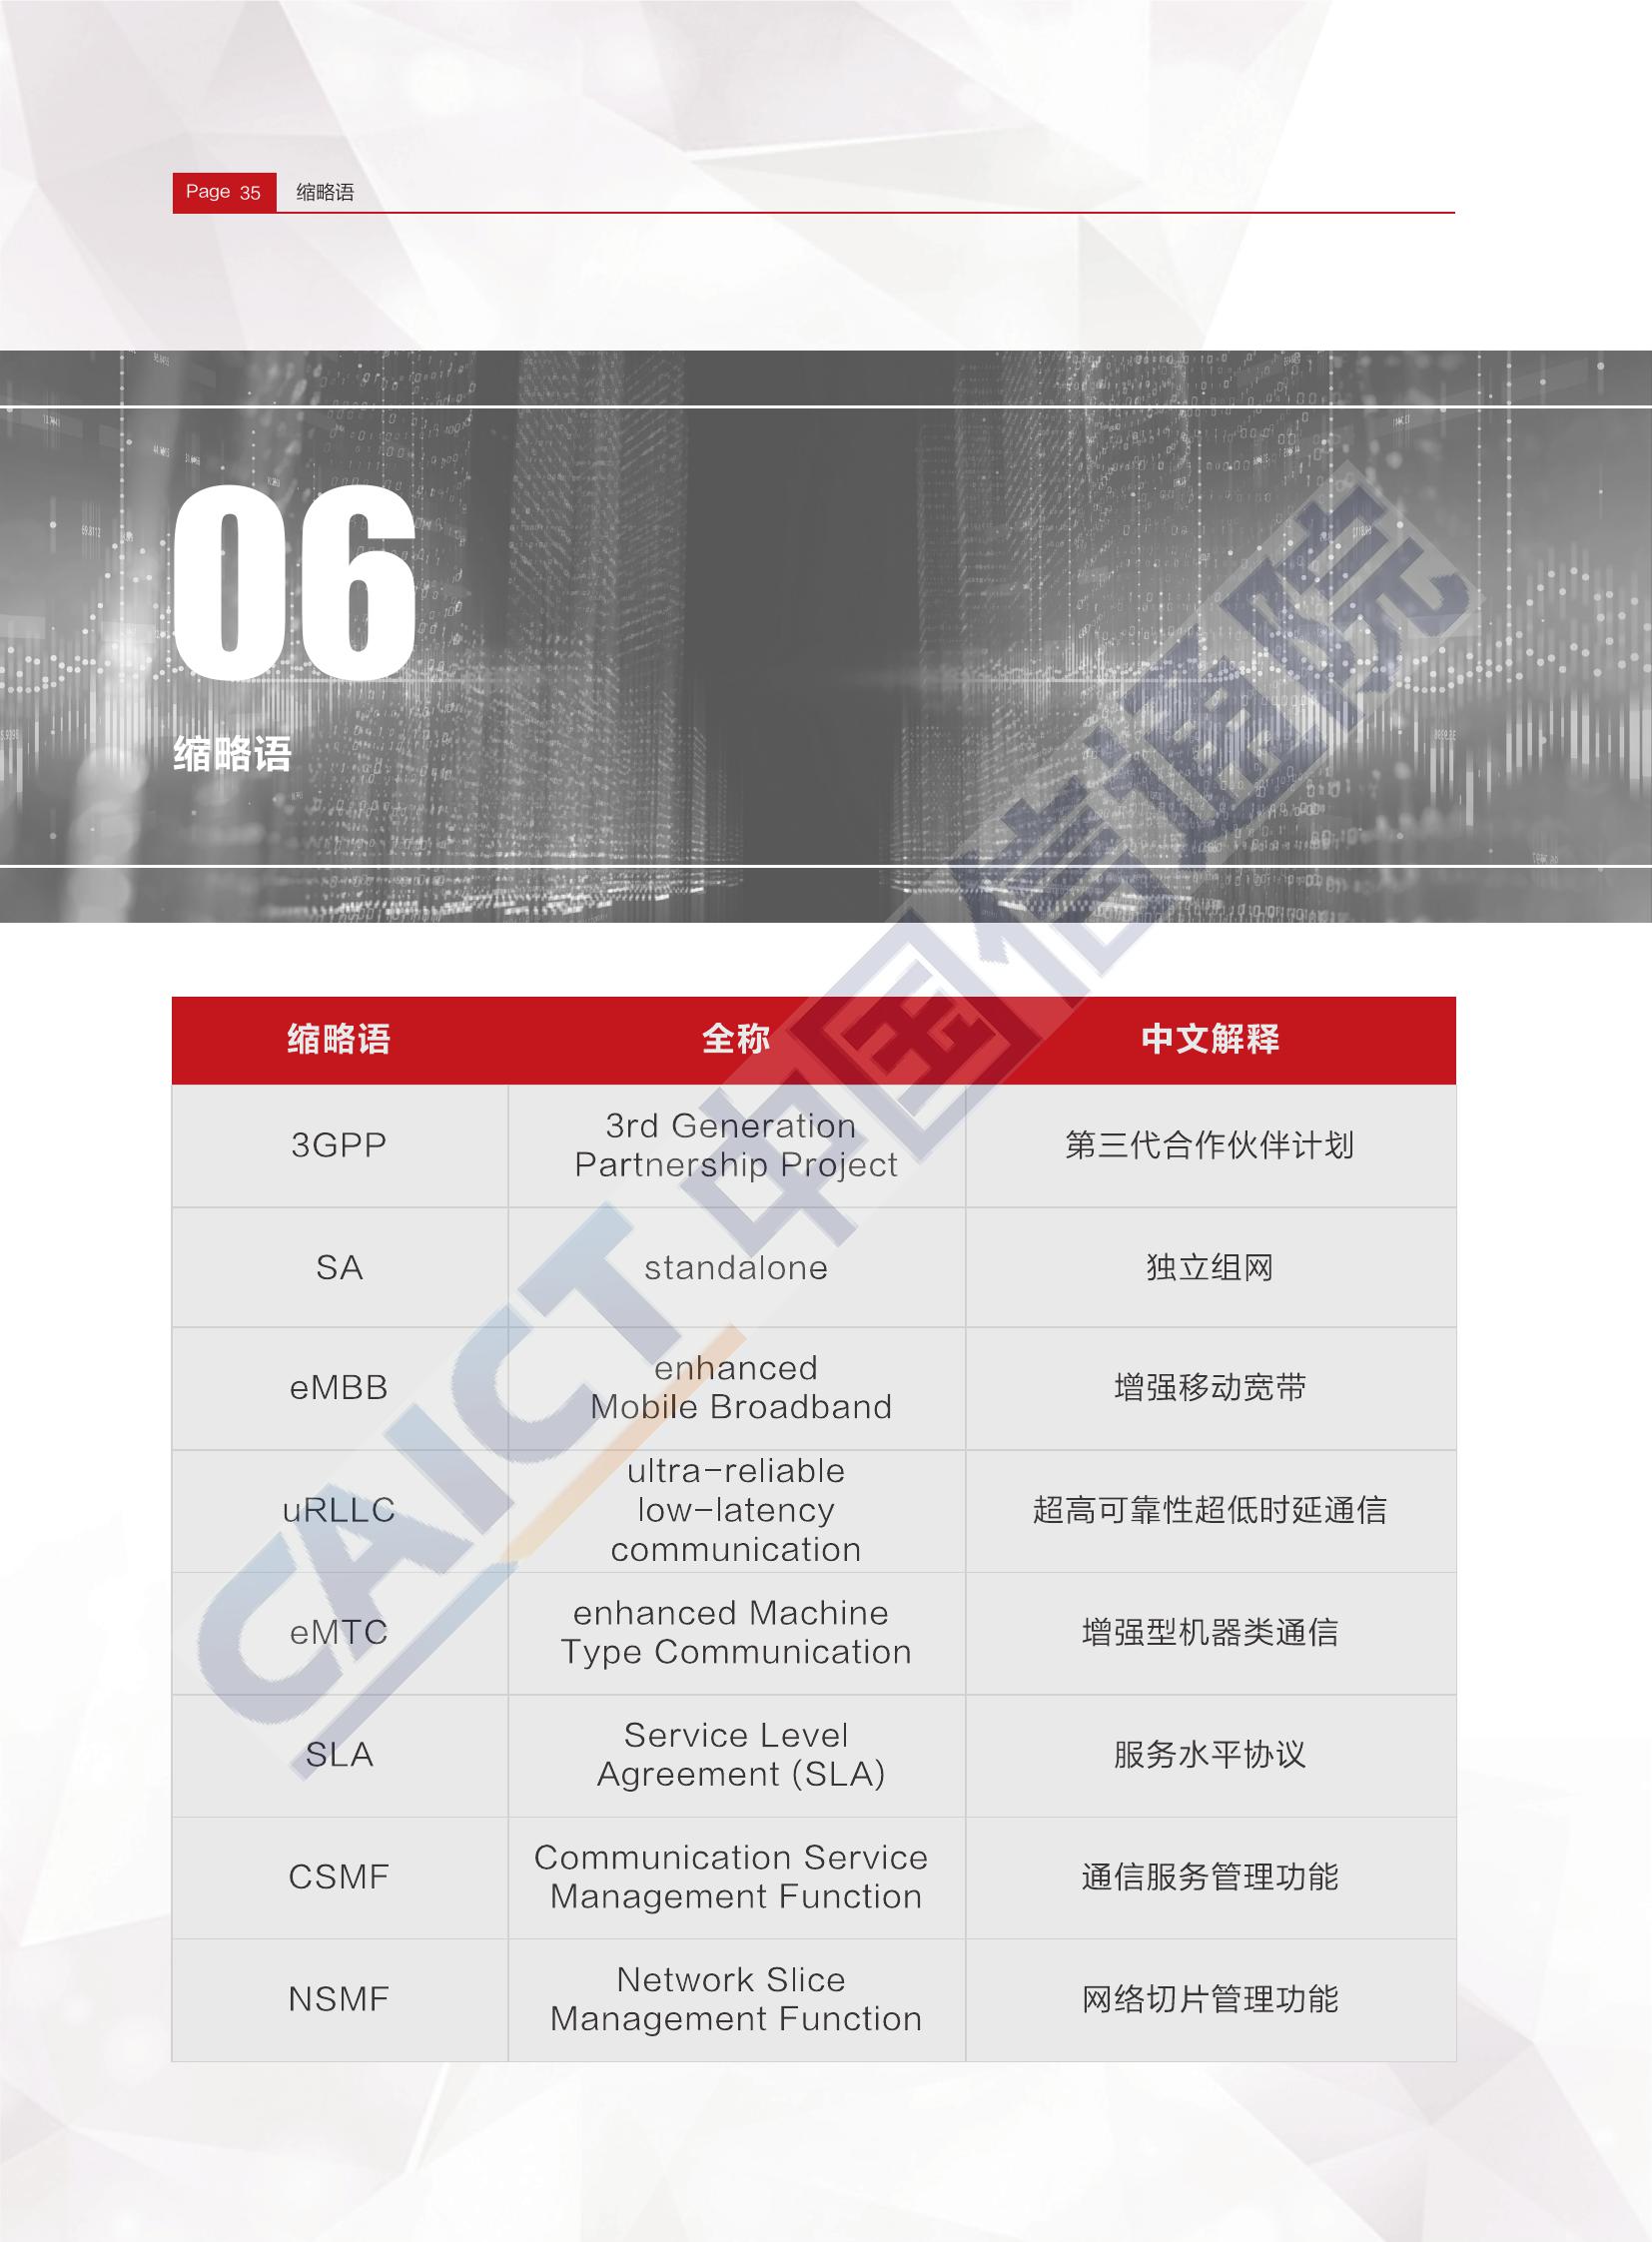 Page 35 缩略语
06
缩略语
缩略语 全称 中文解释
3GPP
3rd Generation
Partnership Project
第三代合作伙伴计划
SA
standalone
独立组网
eMBB
enhanced
Mobile Broadband
增强移动宽带
uRLLC
ultra-reliable
low-latency
communication
超高可靠性超低时延通信
eMTC
enhanced Machine
Type Communication
增强型机器类通信
SLA
Service Level
Agreement (SLA)
服务水平协议
CSMF
Communication Service
Management Function
通信服务管理功能
NSMF
Network Slice
Management Function
网络切片管理功能
CAICT 中国信通院